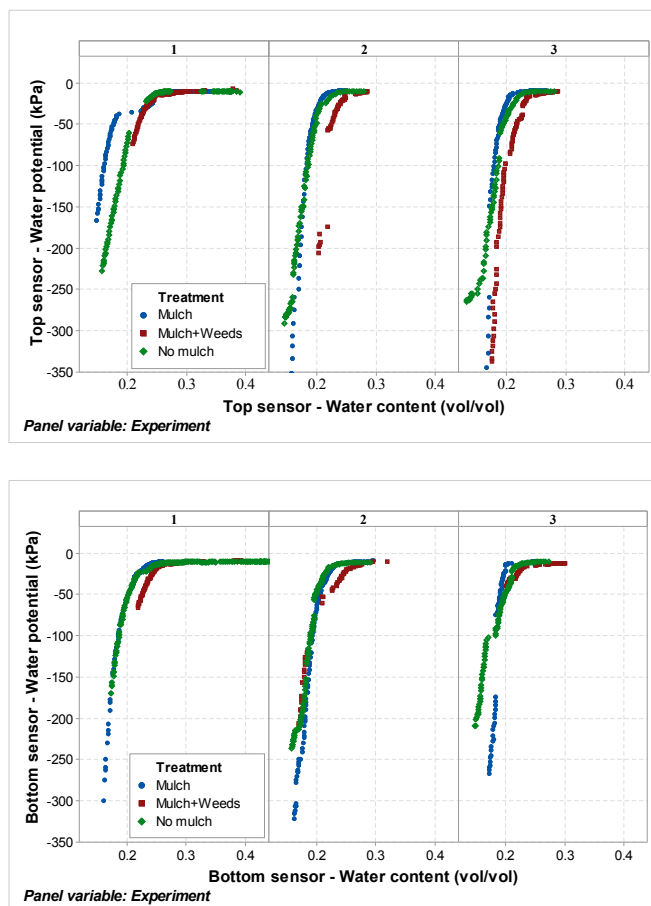 1 2 3
0
-50
-100
-150
-200
-250
-300
-350
Top sensor - Water potential (kPa)
Treatment
Mulch
Mulch+Weeds
No mulch
0.2 0.3 0.4 0.2 0.3 0.4 0.2 0.3 0.4
Top sensor - Water content (vol/vol)
Panel variable: Experiment
1 2 3
0
-50
-100
-150
-200
-250
-300
-350
Bottom sensor - Water potential (kPa)
Treatment
Mulch
Mulch+Weeds
No mulch
0.2 0.3 0.4 0.2 0.3 0.4 0.2 0.3 0.4
Bottom sensor - Water content (vol/vol)
Panel variable: Experiment